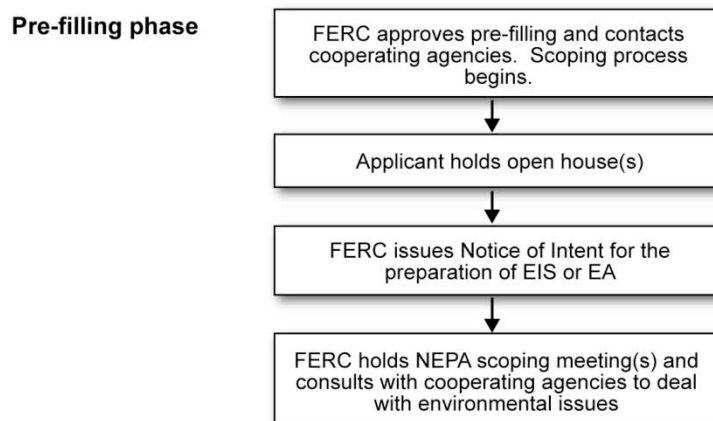 Pre-filling phase
FERC approves pre-filling and contacts
cooperating agencies.  Scoping process
begins.
Applicant holds open house(s)
FERC issues Notice of Intent for the
preparation of EIS or EA
FERC holds NEPA scoping meeting(s) and
consults with cooperating agencies to deal
with environmental issues